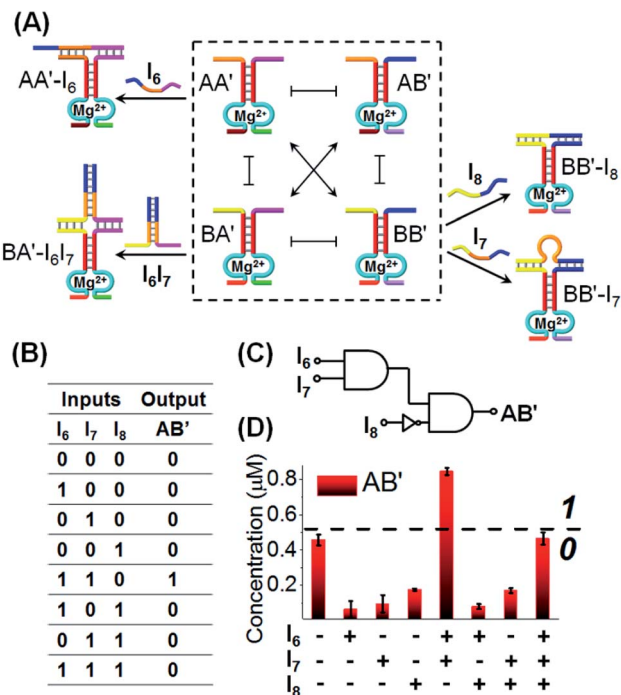 (A)
I6
AA'-I6
AA'
AB'
Mg2+
Mg2+
Mg2+
I8
BB'-I8
Mg2+
BA'
BB'
I7
BA'-I6I7
I6I7
BB'-I7
Mg2+
Mg2+
Mg2+
Mg2+
(B)
Inputs Output
I6 I7 I8 AB'
0 0 0 0
1 0 0 0
0 1 0 0
0 0 1 0
1 1 0 1
1 0 1 0
0 1 1 0
1 1 1 0
(C)
I6
I7
I8
AB'
(D)
Concentration (μM)
0.8
0.6
0.4
0.2
AB'
1
0
I6 - + - - + + - +
I7 - - + - + - + +
I8 - - - + - + + +